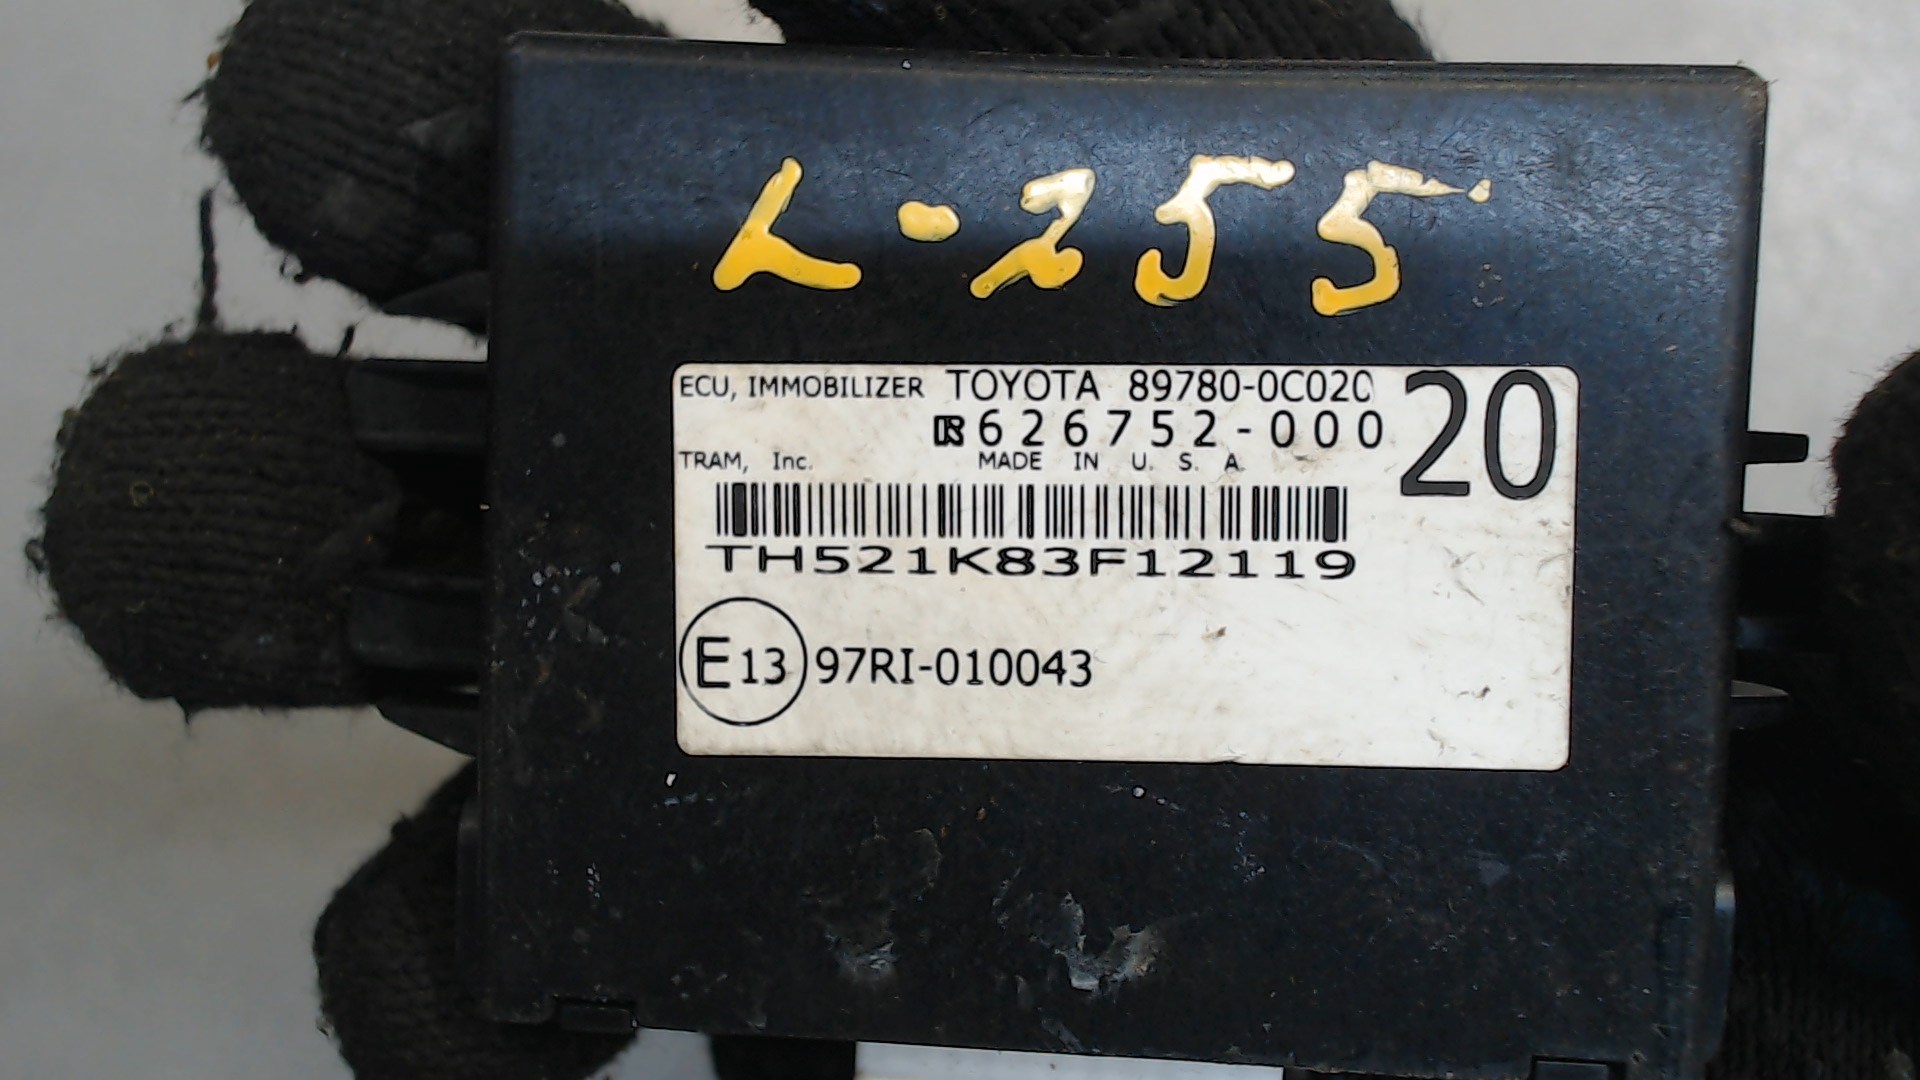 L-255
ECU, IMMOBILIZER TOYOTA 89780-0C020 20
626752-000
TRAM, Inc. MADE IN U. S. A.
TH521K83F12119
E13 97RI-010043